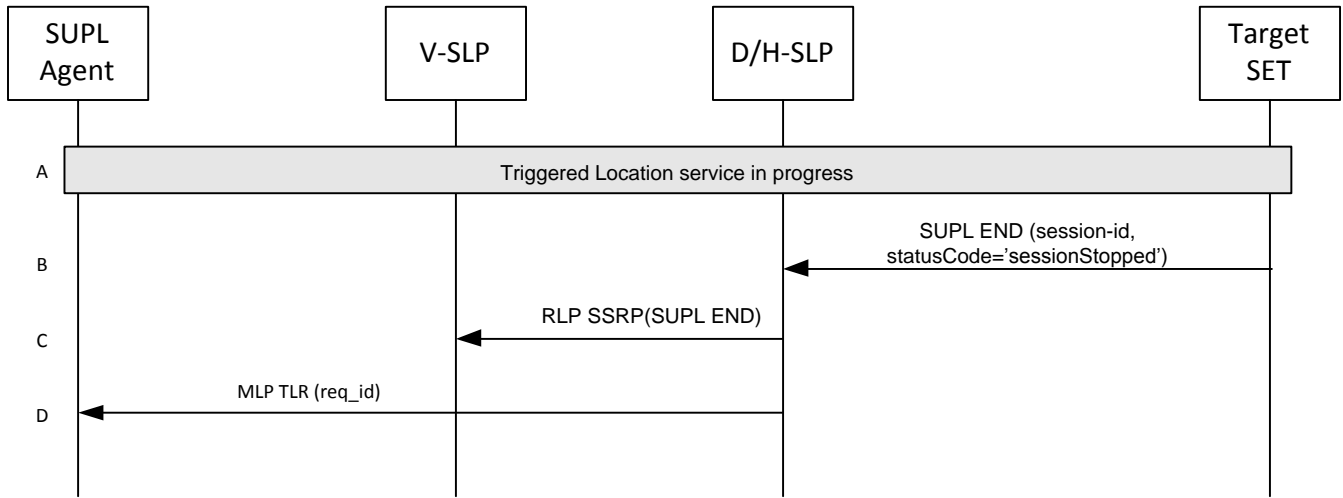 SUPL
Agent
V-SLP
D/H-SLP
Target
SET
A
Triggered Location service in progress
SUPL END (session-id,
statusCode=’sessionStopped’)
B
RLP SSRP(SUPL END)
C
MLP TLR (req_id)
D